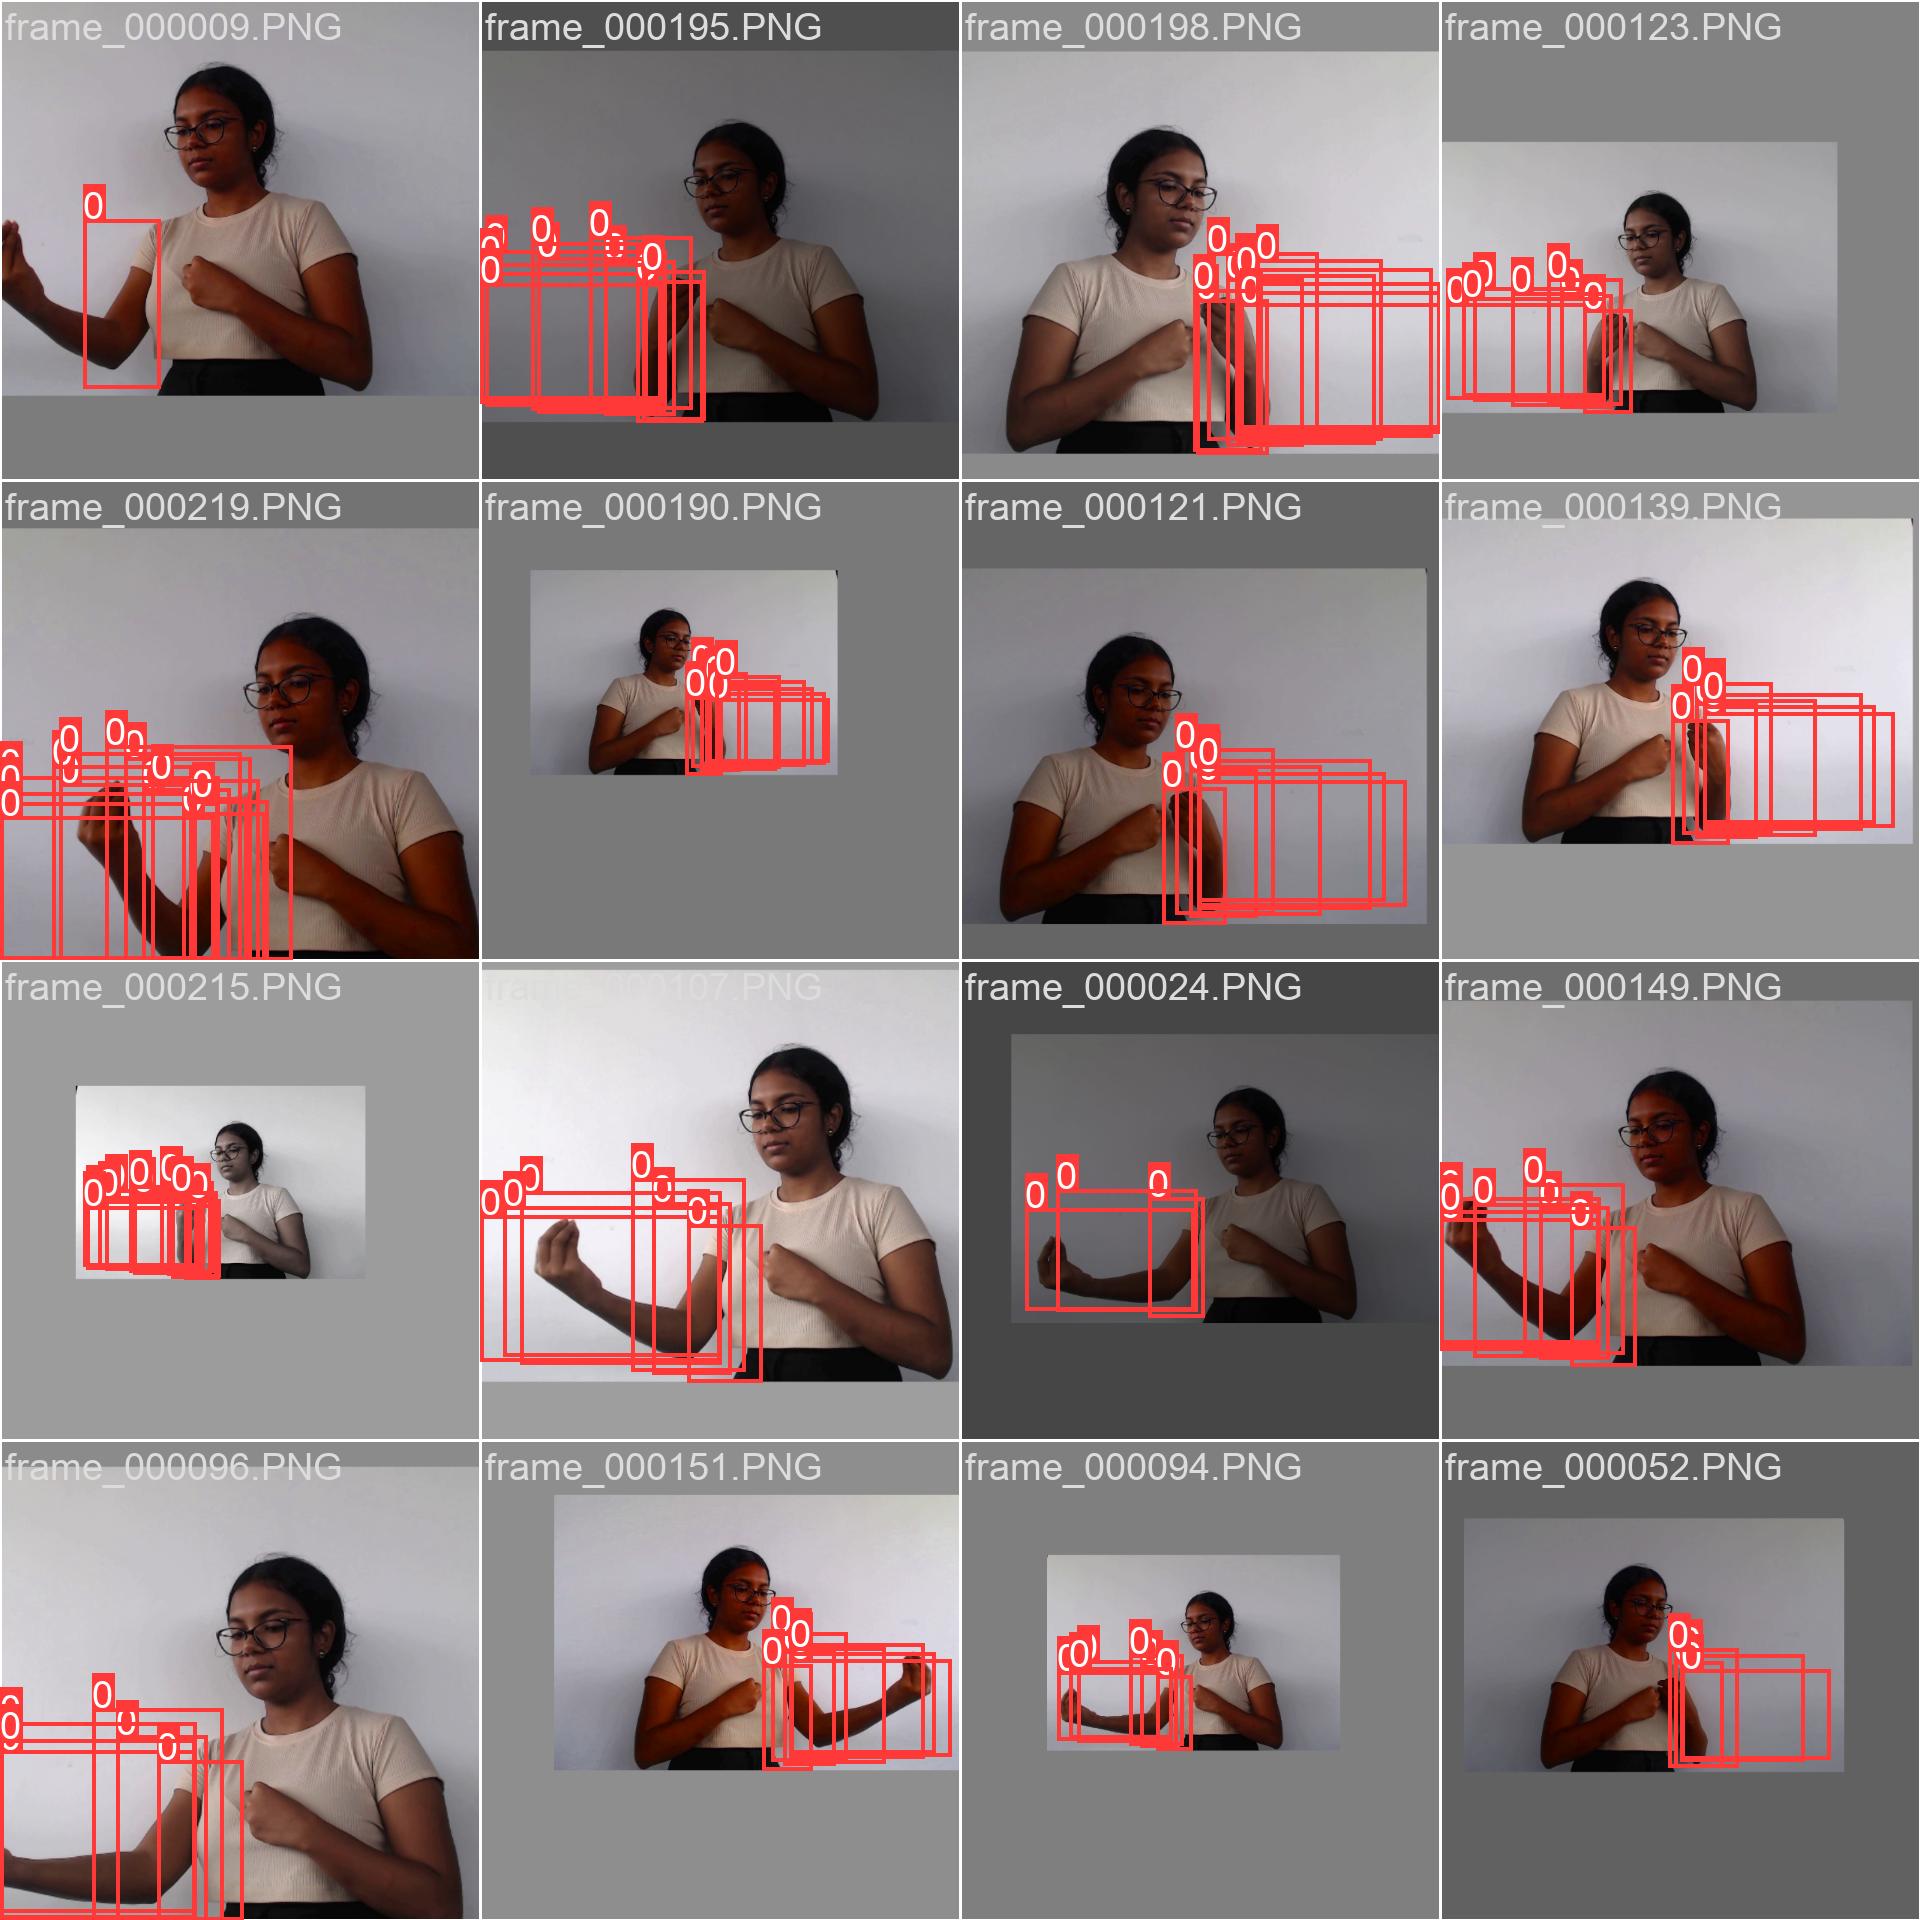 frame_000009.PNG
frame_000195.PNG
frame_000198.PNG
frame_000123.PNG
0
0 0 0 0 0 0 0 0 0
0 0 0 0 0 0
0 0 0 0 0 0 0
frame_000219.PNG
frame_000190.PNG
frame_000121.PNG
frame_000139.PNG
0 0 0 0 0 0 0 0 0 0
0 0 0 0
0 0 0
0 0 0
frame_000215.PNG
frame_000107.PNG
frame_000024.PNG
frame_000149.PNG
0 0 0 0 0 0
0 0 0 0 0 0
0 0 0
0 0 0 0 0
frame_000096.PNG
frame_000151.PNG
frame_000094.PNG
frame_000052.PNG
0 0 0 0
0 0 0
0 0 0 0
0 0